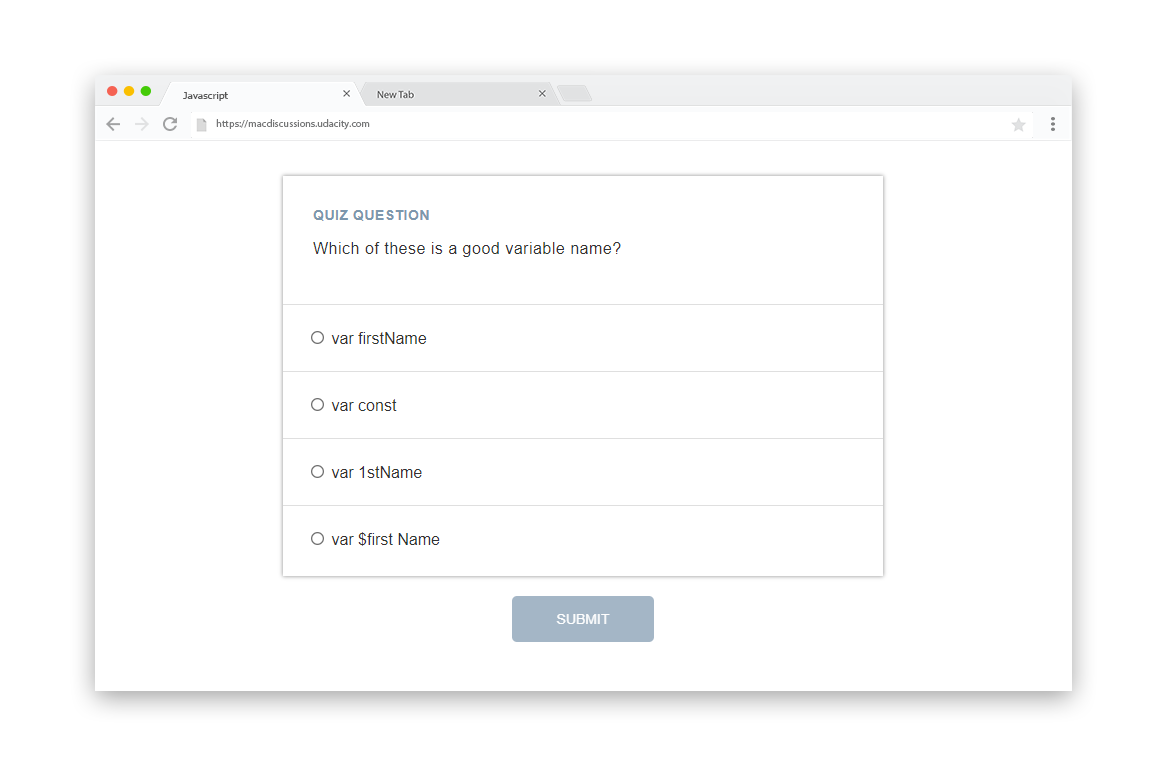 Javascript
New Tab
https://macdiscussions.udacity.com
QUIZ QUESTION
Which of these is a good variable name?
var firstName
var const
var 1stName
var $first Name
SUBMIT